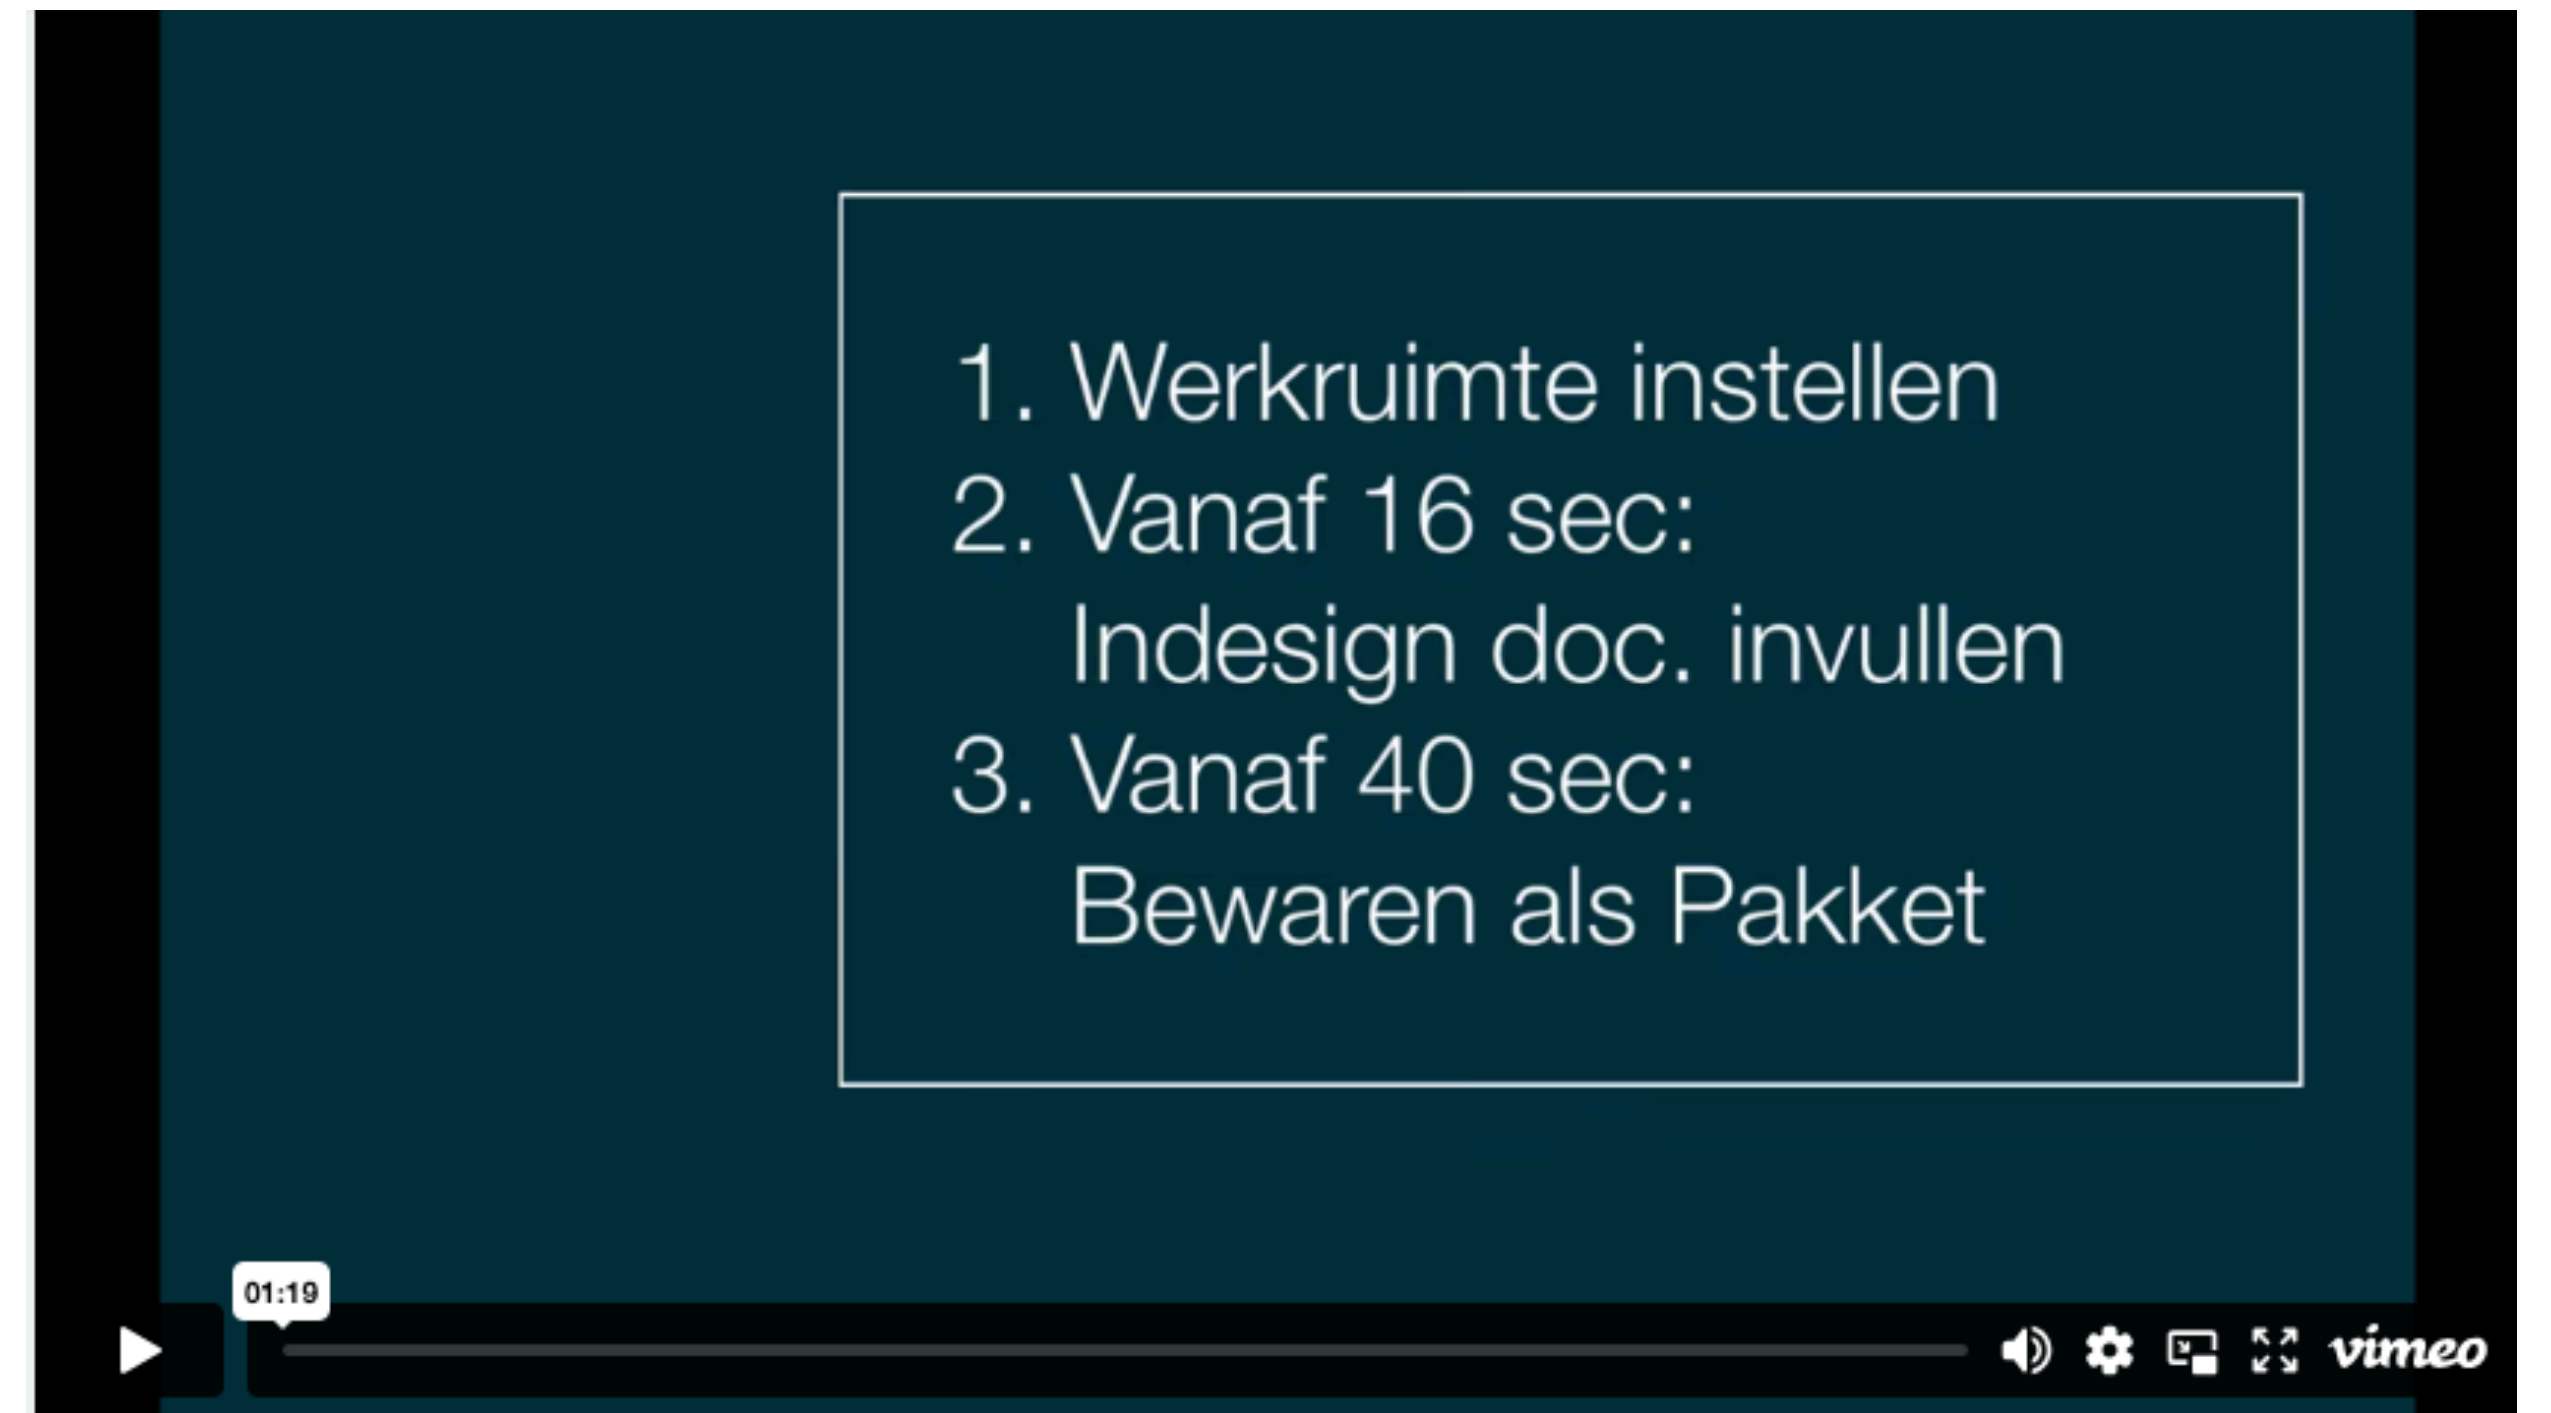 1. Werkruimte instellen
2. Vanaf 16 sec:
Indesign doc. invullen
3. Vanaf 40 sec:
Bewaren als Pakket
01:19
vimeo